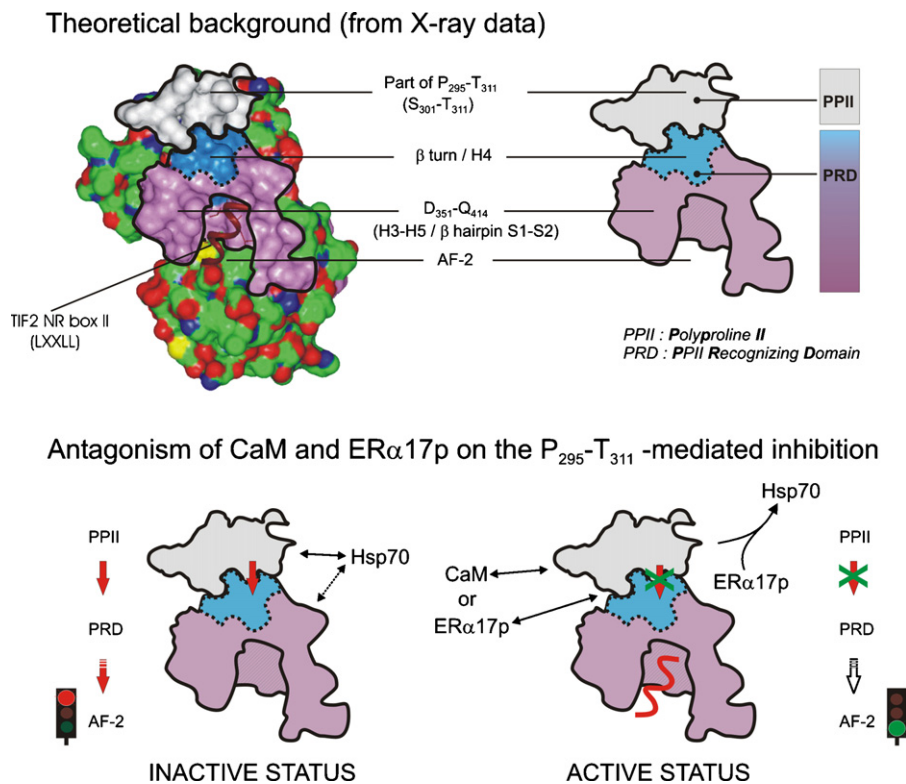 Theoretical background (from X-ray data)
Part of P295-T311
(S301-T311)
PPII
β turn / H4
PRD
D351-Q414
(H3-H5 / β hairpin S1-S2)
AF-2
TIF2 NR box II
(LXXLL)
PPII : Polyproline II
PRD : PPII Recognizing Domain
Antagonism of CaM and ERα17p on the P295-T311 -mediated inhibition
PPII
PRD
AF-2
Hsp70
INACTIVE STATUS
CaM
or
ERα17p
Hsp70
ERα17p
PPII
PRD
AF-2
ACTIVE STATUS